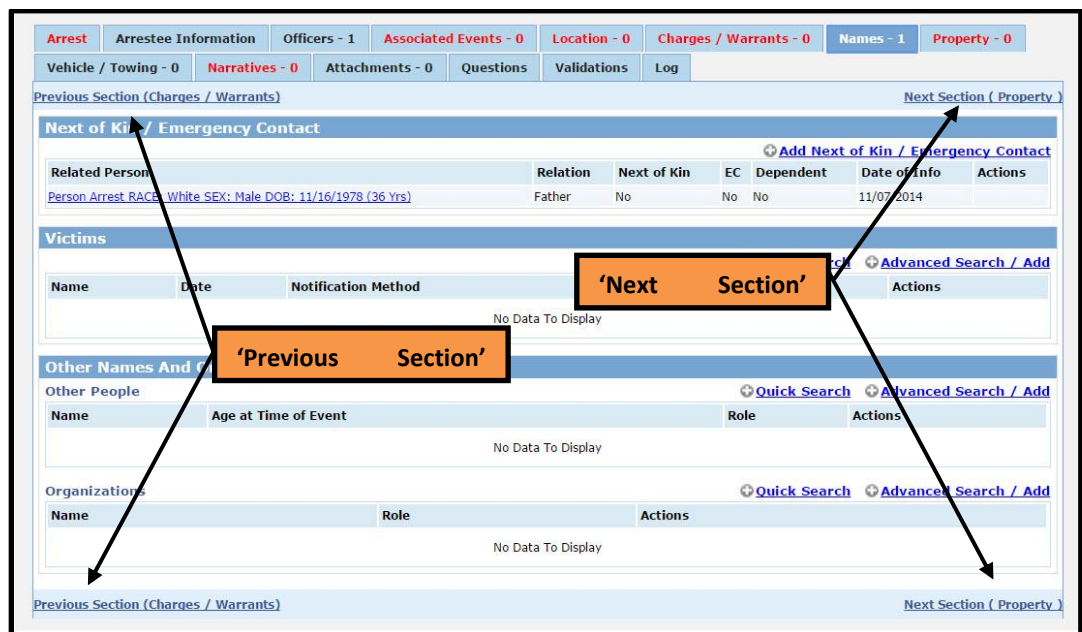 Arrest Arrestee Information Officers - 1 Associated Events - 0 Location - 0 Charges / Warrants - 0 Names - 1 Property - 0
Vehicle / Towing - 0 Narratives - 0 Attachments - 0 Questions Validations Log
Previous Section (Charges / Warrants) Next Section ( Property )
Next of Kin / Emergency Contact
Add Next of Kin / Emergency Contact
Related Person Relation Next of Kin EC Dependent Date of Info Actions
Person Arrest RACE: White SEX: Male DOB: 11/16/1978 (36 Yrs) Father No No No 11/07/2014
Victims
Advanced Search / Add
Name Date Notification Method Actions
‘Next Section’
No Data To Display
‘Previous Section’
Other Names And
Other People Quick Search Advanced Search / Add
Name Age at Time of Event Role Actions
No Data To Display
Organizations Quick Search Advanced Search / Add
Name Role Actions
No Data To Display
Previous Section (Charges / Warrants) Next Section ( Property )